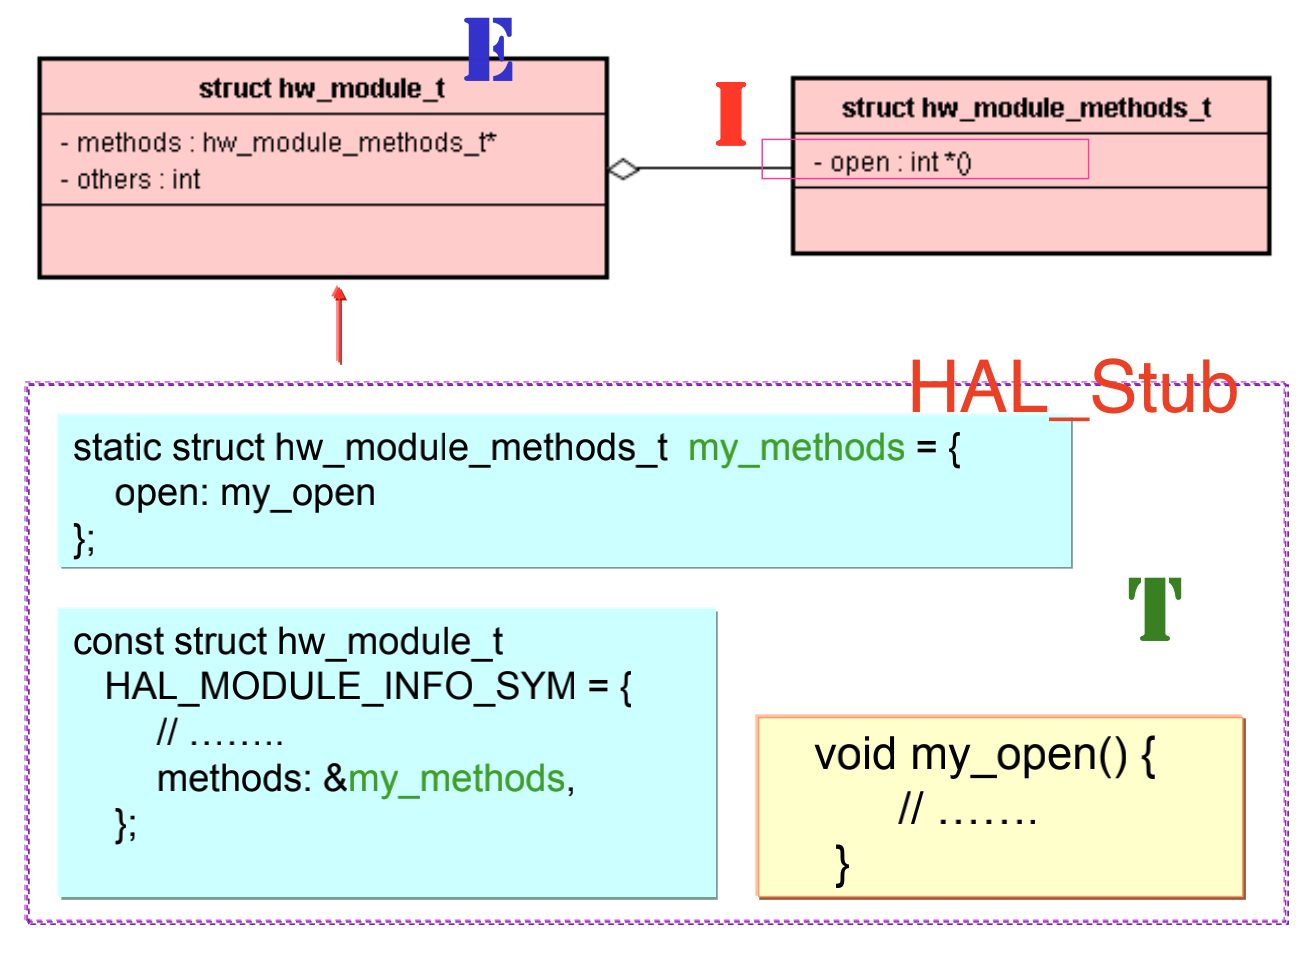 E
struct hw_module_t
- methods : hw_module_methods_t*
- others : int
I
struct hw_module_methods_t
- open : int *()
HAL_Stub
static struct hw_module_methods_t my_methods = {
open: my_open
};
const struct hw_module_t
HAL_MODULE_INFO_SYM = {
// ........
methods: &my_methods,
};
T
void my_open() {
// .......
}